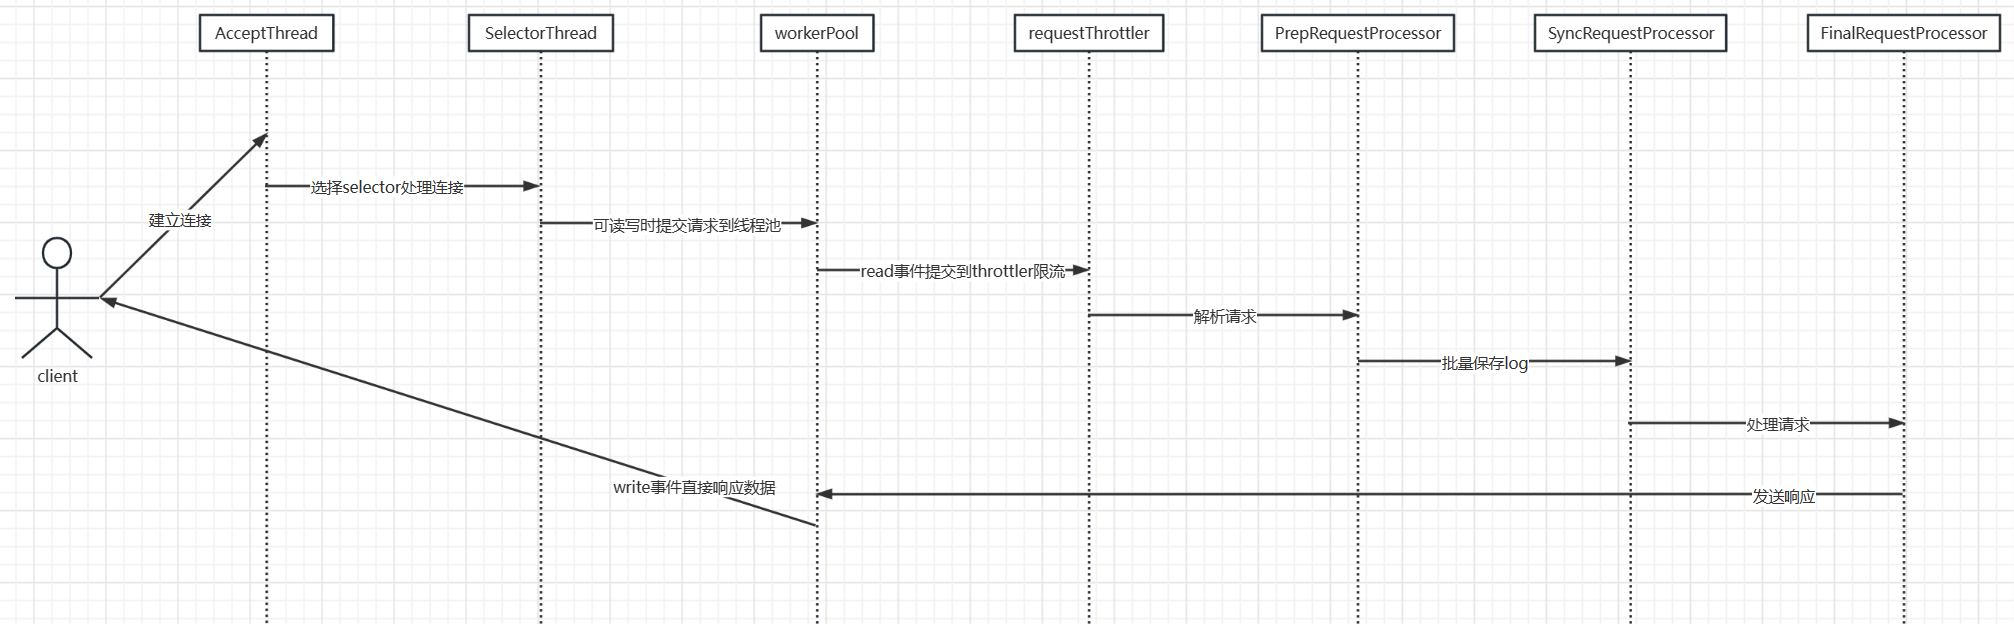 AcceptThread
SelectorThread
workerPool
requestThrottler
PrepRequestProcessor
SyncRequestProcessor
FinalRequestProcessor
选择selector处理连接
建立连接
可读写时提交请求到线程池
read事件提交到throttler限流
解析请求
批量保存log
client
处理请求
write事件直接响应数据
发送响应